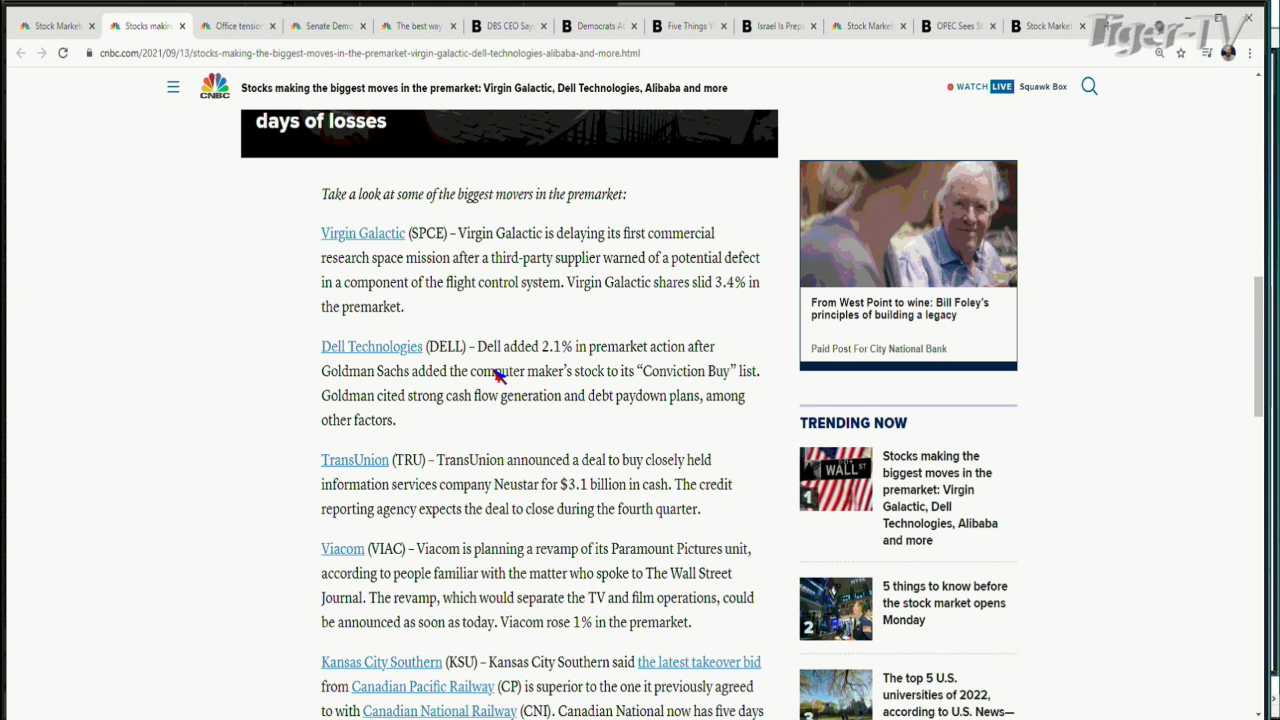 Stock Market
Stocks makin
Office tension
Senate Demo
The best way
DBS CEO Say
Democrats A
Five Things Y
Israel Is Prep
Stock Market
OPEC Sees S
Stock Market
Tiger-TV
cnbc.com/2021/09/13/stocks-making-the-biggest-moves-in-the-premarket-virgin-galactic-dell-technologies-alibaba-and-more.html
CNBC
Stocks making the biggest moves in the premarket: Virgin Galactic, Dell Technologies, Alibaba and more
WATCH LIVE Squawk Box
days of losses
Take a look at some of the biggest movers in the premarket:
Virgin Galactic (SPCE) – Virgin Galactic is delaying its first commercial
research space mission after a third-party supplier warned of a potential defect
in a component of the flight control system. Virgin Galactic shares slid 3.4% in
the premarket.
Dell Technologies (DELL) – Dell added 2.1% in premarket action after
Goldman Sachs added the computer maker’s stock to its “Conviction Buy” list.
Goldman cited strong cash flow generation and debt paydown plans, among
other factors.
TransUnion (TRU) – TransUnion announced a deal to buy closely held
information services company Neustar for $3.1 billion in cash. The credit
reporting agency expects the deal to close during the fourth quarter.
Viacom (VIAC) – Viacom is planning a revamp of its Paramount Pictures unit,
according to people familiar with the matter who spoke to The Wall Street
Journal. The revamp, which would separate the TV and film operations, could
be announced as soon as today. Viacom rose 1% in the premarket.
Kansas City Southern (KSU) – Kansas City Southern said the latest takeover bid
from Canadian Pacific Railway (CP) is superior to the one it previously agreed
to with Canadian National Railway (CNI). Canadian National now has five days
From West Point to wine: Bill Foley’s
principles of building a legacy
Paid Post For City National Bank
TRENDING NOW
WALL ST
1
Stocks making the
biggest moves in the
premarket: Virgin
Galactic, Dell
Technologies, Alibaba
and more
2
5 things to know before
the stock market opens
Monday
3
The top 5 U.S.
universities of 2022,
according to U.S. News—